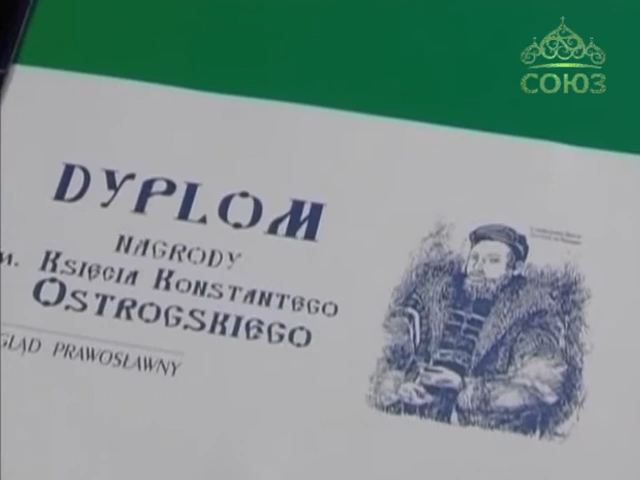 СОЮЗ
DYPLOM
NAGRODY
M. KSIĘCIA KONSTANTEGO
OSTROGSKIEGO
GLĄD PRAWOSŁAWNY